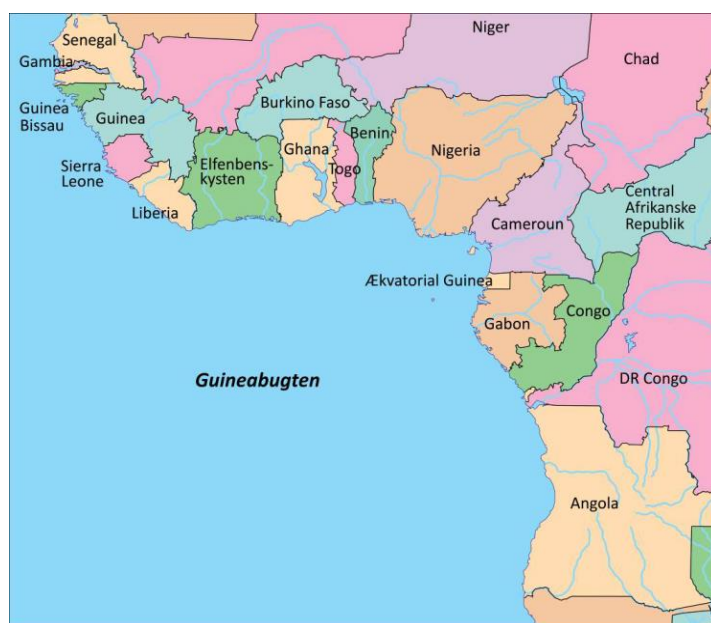 Senegal
Niger
Gambia
Chad
Guinea
Bissau
Guinea
Burkino Faso
Sierra
Leone
Elfenbens-
kysten
Ghana
Togo
Benin
Nigeria
Liberia
Cameroun
Central
Afrikanske
Republik
Ækvatorial Guinea
Gabon
Congo
Guineabugten
DR Congo
Angola